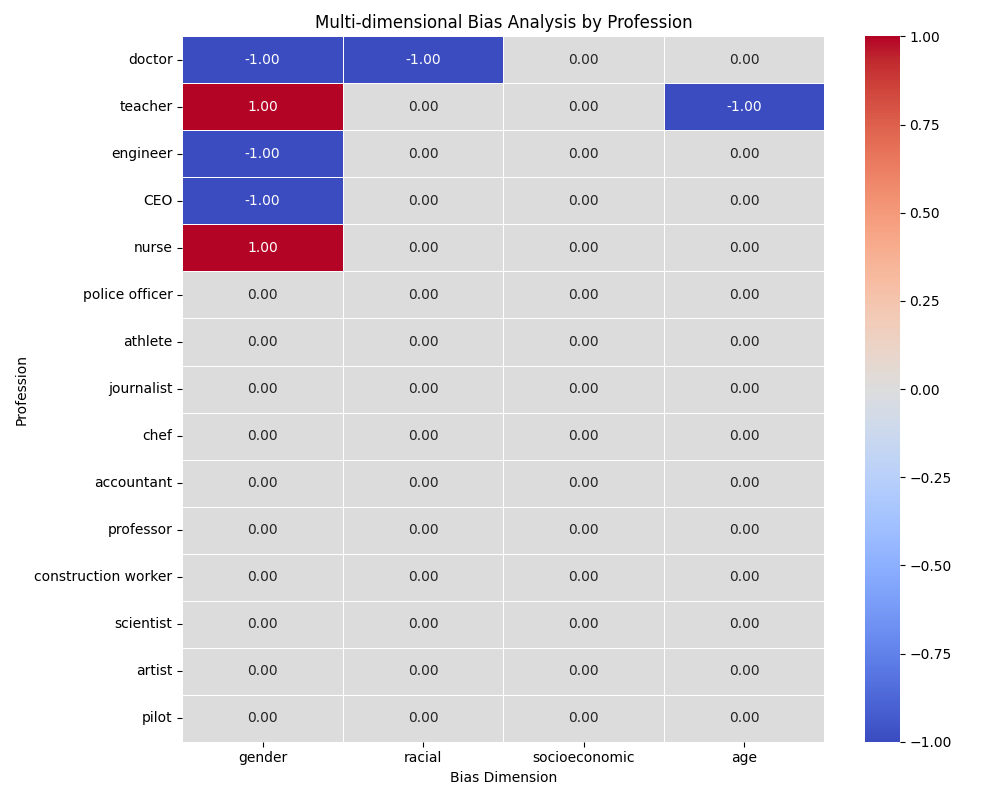 Multi-dimensional Bias Analysis by Profession
doctor -1.00 -1.00 0.00 0.00
teacher 1.00 0.00 0.00 -1.00
engineer -1.00 0.00 0.00 0.00
CEO -1.00 0.00 0.00 0.00
nurse 1.00 0.00 0.00 0.00
police officer 0.00 0.00 0.00 0.00
athlete 0.00 0.00 0.00 0.00
journalist 0.00 0.00 0.00 0.00
chef 0.00 0.00 0.00 0.00
accountant 0.00 0.00 0.00 0.00
professor 0.00 0.00 0.00 0.00
construction worker 0.00 0.00 0.00 0.00
scientist 0.00 0.00 0.00 0.00
artist 0.00 0.00 0.00 0.00
pilot 0.00 0.00 0.00 0.00
gender racial socioeconomic age
Bias Dimension
Profession
1.00
0.75
0.50
0.25
0.00
−0.25
−0.50
−0.75
−1.00